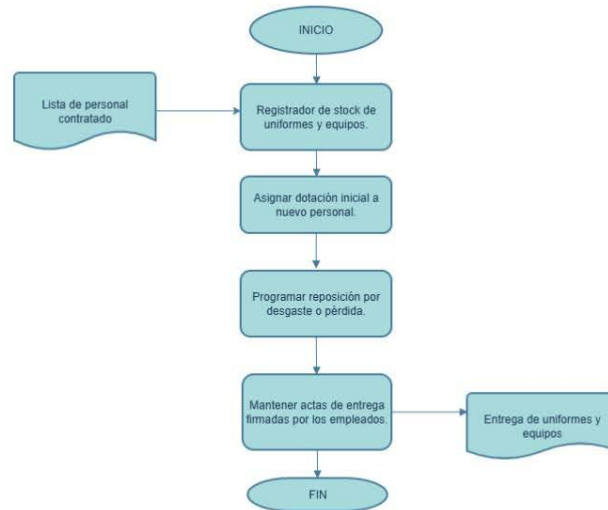 INICIO
Lista de personal
contratado
Registrador de stock de
uniformes y equipos.
Asignar dotación inicial a
nuevo personal.
Programar reposición por
desgaste o pérdida.
Mantener actas de entrega
firmadas por los empleados.
Entrega de uniformes y
equipos
FIN